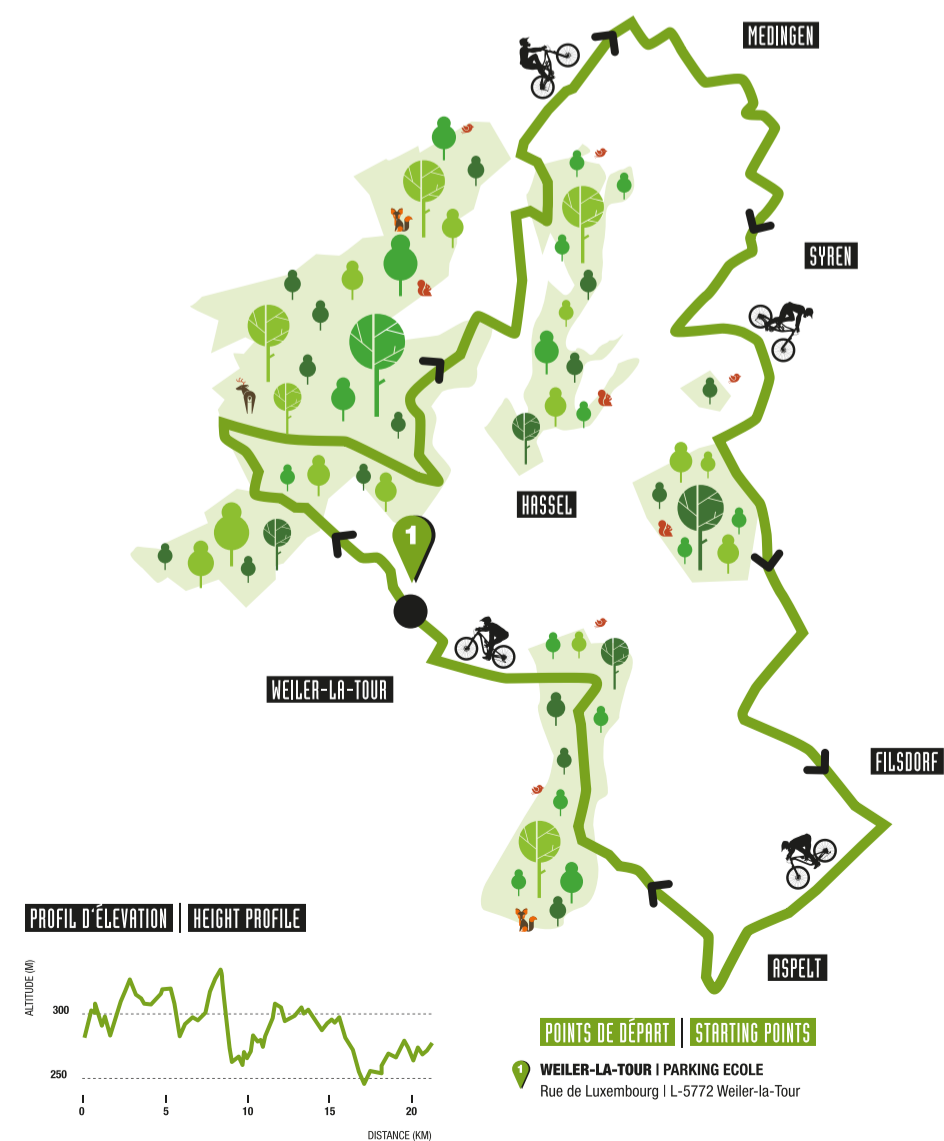 MEDINGEN
SYREN
HASSEL
1
WEILER-LA-TOUR
FILSDORF
ASPELT
PROFIL D'ÉLEVATION | HEIGHT PROFILE
ALTITUDE (M)
300
250
0 5 10 15 20
DISTANCE (KM)
POINTS DE DÉPART | STARTING POINTS
1 WEILER-LA-TOUR | PARKING ECOLE
Rue de Luxembourg | L-5772 Weiler-la-Tour